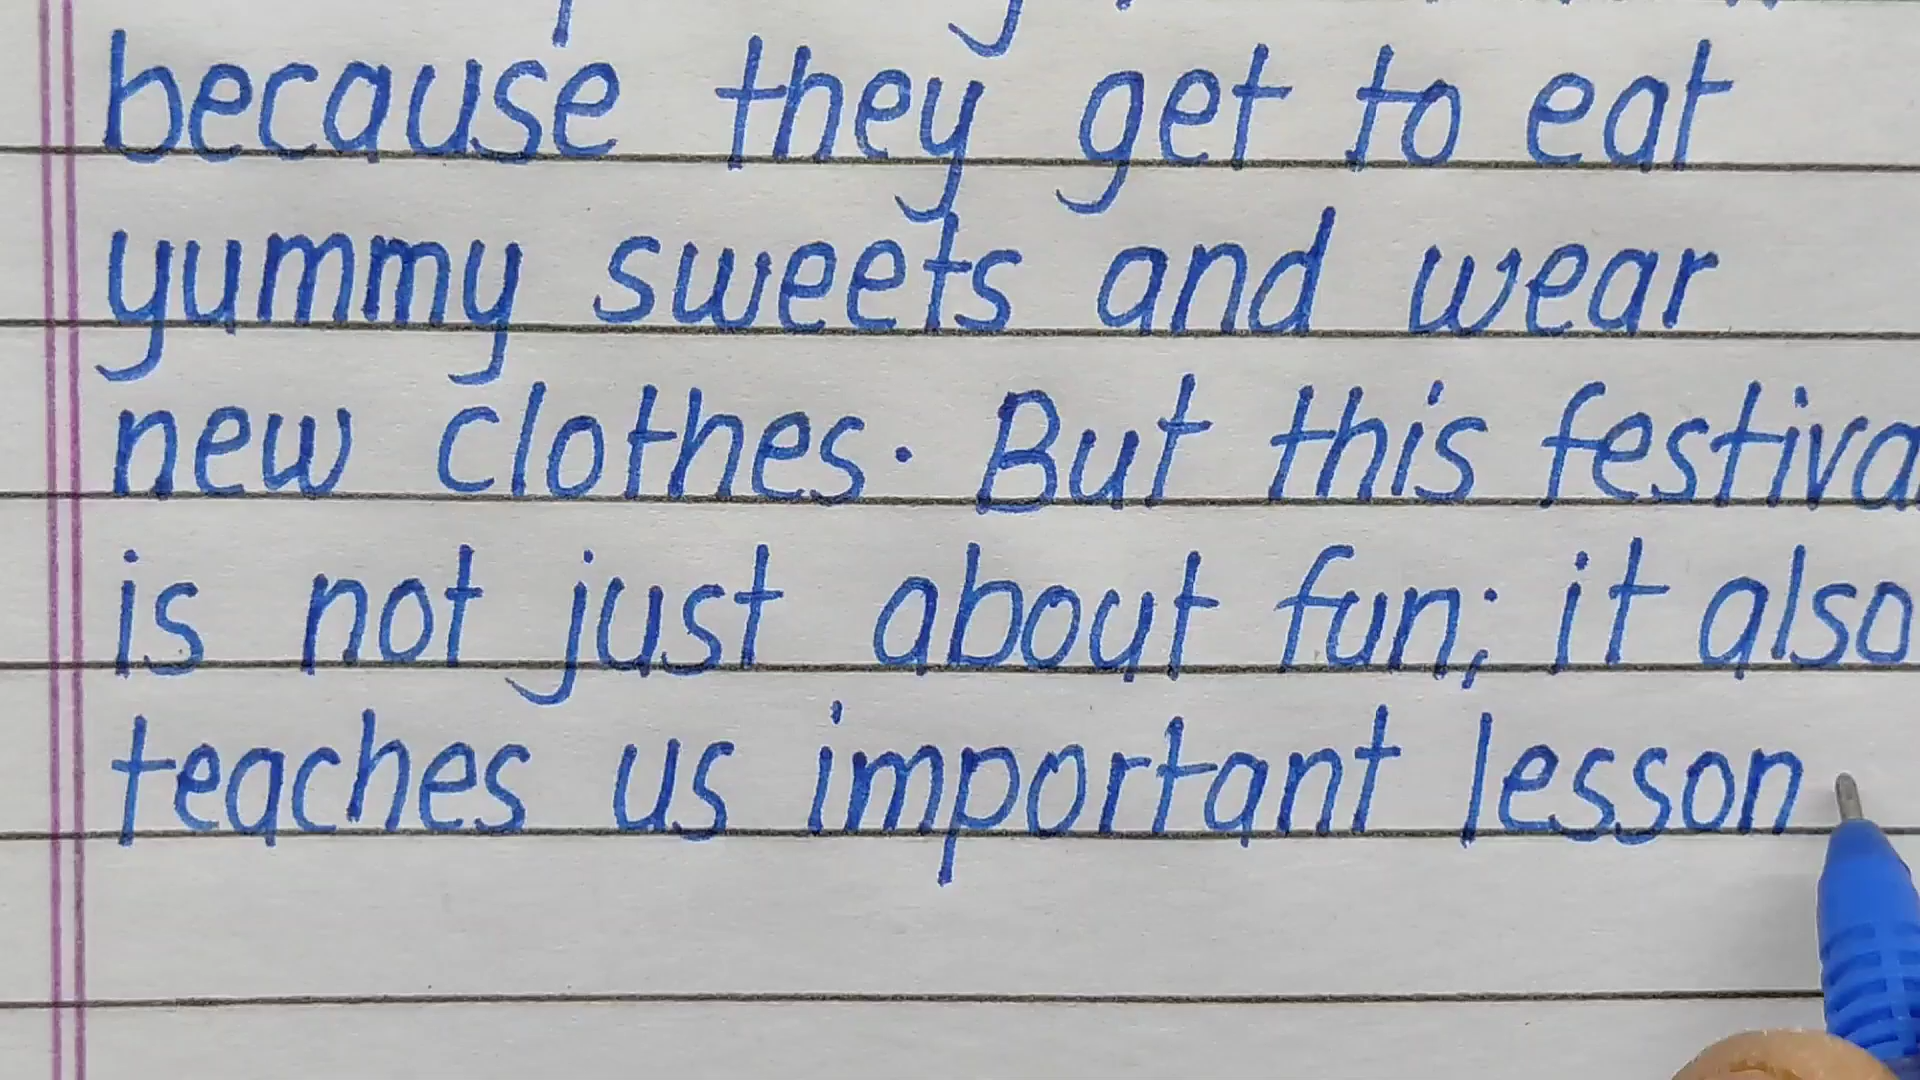 because they get to eat
yummy sweets and wear
new clothes. But this festiva
is not just about fun; it also
teaches us important lesson